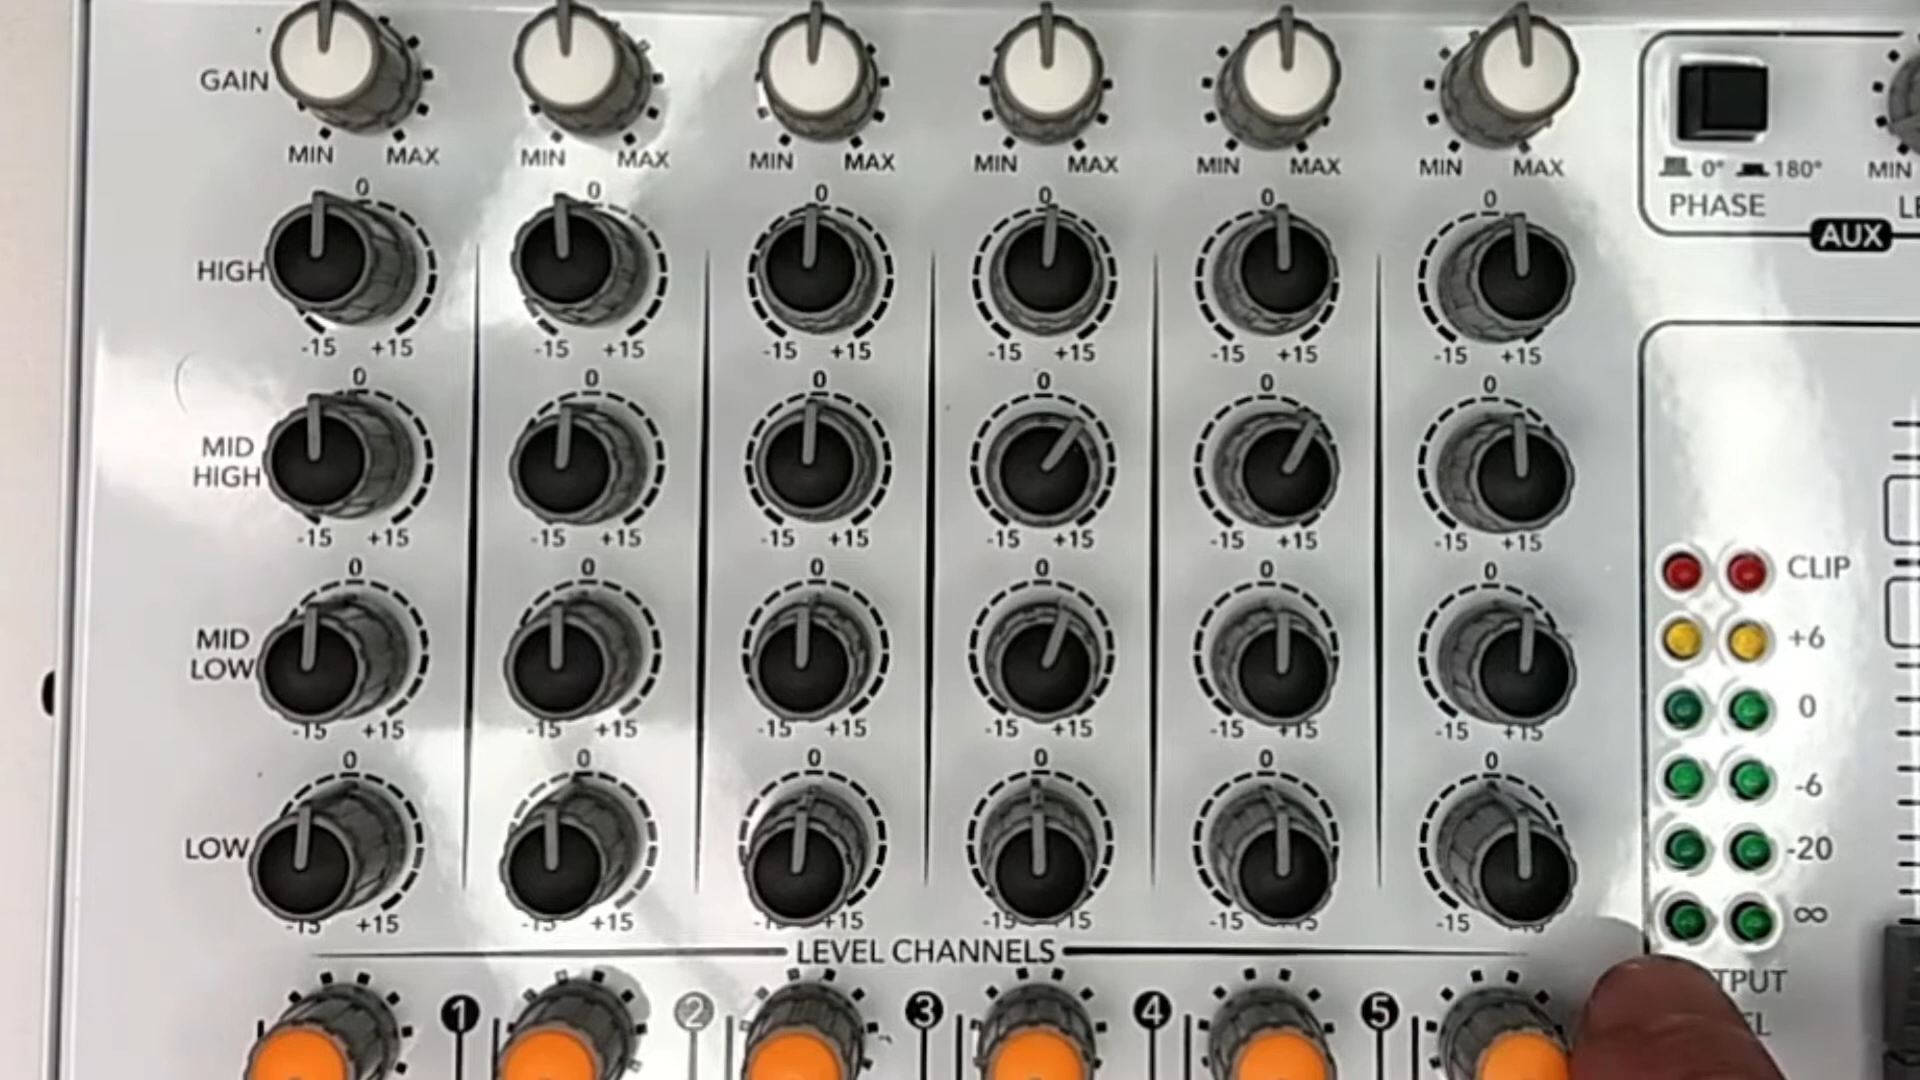 GAIN
MIN MAX MIN MAX MIN MAX MIN MAX MIN MAX MIN MAX
0° 180° MIN
PHASE
AUX
0 0 0 0 0 0
HIGH
-15 +15 -15 +15 -15 +15 -15 +15 -15 +15 -15 +15
0 0 0 0 0 0
MID
HIGH
-15 +15 -15 +15 -15 +15 -15 +15 -15 +15 -15 +15
0 0 0 0 0 0
CLIP
MID
LOW
+6
-15 +15 -15 +15 -15 +15 -15 +15 -15 +15 -15 +15
0
0 0 0 0 0 0
-6
LOW
-20
-15 +15 -15 +15 +15 -15 15 -15 -15
∞
LEVEL CHANNELS
1 2 3 4 5